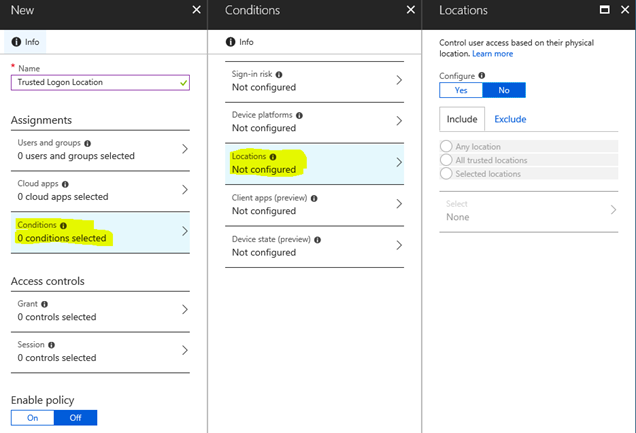 New
Info
* Name
Trusted Logon Location
Assignments
Users and groups
0 users and groups selected
Cloud apps
0 cloud apps selected
Conditions
0 conditions selected
Access controls
Grant
0 controls selected
Session
0 controls selected
Enable policy
On Off
Conditions
Info
Sign-in risk
Not configured
Device platforms
Not configured
Locations
Not configured
Client apps (preview)
Not configured
Device state (preview)
Not configured
Locations
Control user access based on their physical
location. Learn more
Configure
Yes No
Include Exclude
Any location
All trusted locations
Selected locations
Select
None